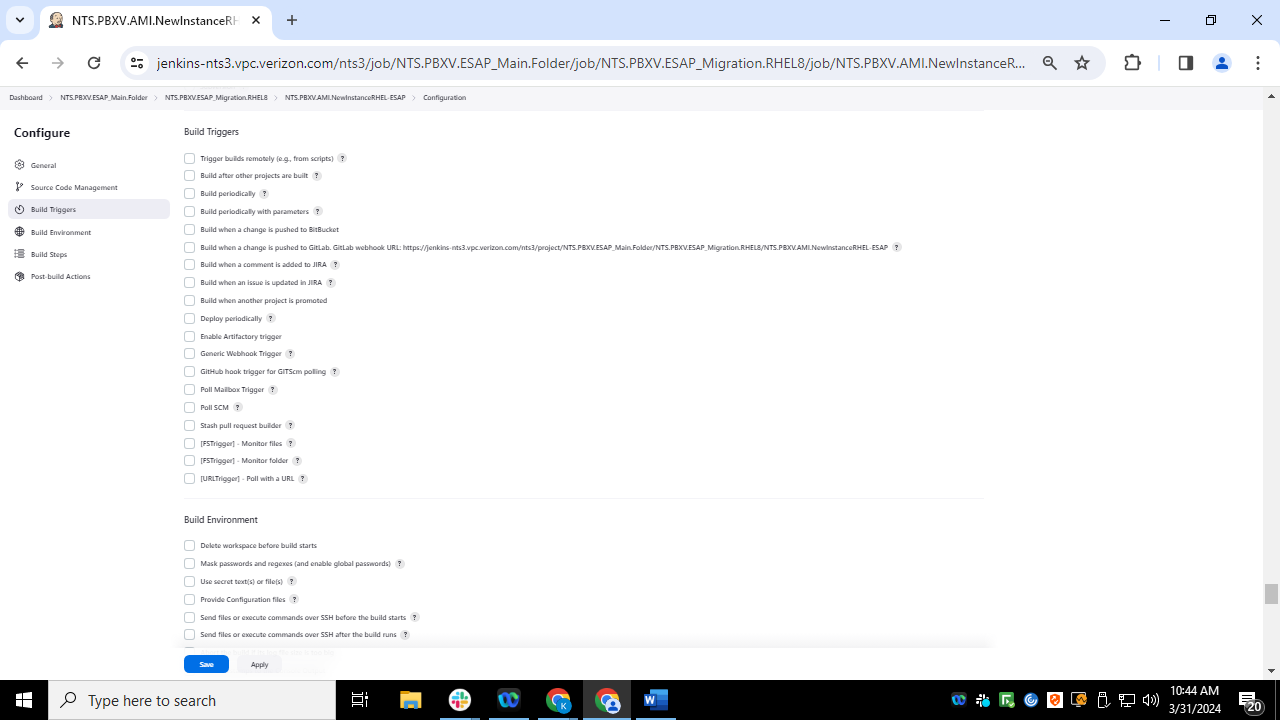 NTS.PBXV.AMI.NewInstanceRH
jenkins-nts3.vpc.verizon.com/nts3/job/NTS.PBXV.ESAP_Main.Folder/job/NTS.PBXV.ESAP_Migration.RHEL8/job/NTS.PBXV.AMI.NewInstanceR...
Dashboard > NTS.PBXV.ESAP_Main.Folder > NTS.PBXV.ESAP_Migration.RHEL8 > NTS.PBXV.AMI.NewInstanceRHEL-ESAP > Configuration
Configure
General
Source Code Management
Build Triggers
Build Environment
Build Steps
Post-build Actions
Build Triggers
Trigger builds remotely (e.g., from scripts) ?
Build after other projects are built ?
Build periodically ?
Build periodically with parameters ?
Build when a change is pushed to BitBucket
Build when a change is pushed to GitLab. GitLab webhook URL: https://jenkins-nts3.vpc.verizon.com/nts3/project/NTS.PBXV.ESAP_Main.Folder/NTS.PBXV.ESAP_Migration.RHEL8/NTS.PBXV.AMI.NewInstanceRHEL-ESAP ?
Build when a comment is added to JIRA ?
Build when an issue is updated in JIRA ?
Build when another project is promoted
Deploy periodically ?
Enable Artifactory trigger
Generic Webhook Trigger ?
GitHub hook trigger for GITScm polling ?
Poll Mailbox Trigger ?
Poll SCM ?
Stash pull request builder ?
[FSTrigger] - Monitor files ?
[FSTrigger] - Monitor folder ?
[URLTrigger] - Poll with a URL ?
Build Environment
Delete workspace before build starts
Mask passwords and regexes (and enable global passwords) ?
Use secret text(s) or file(s) ?
Provide Configuration files ?
Send files or execute commands over SSH before the build starts ?
Send files or execute commands over SSH after the build runs ?
Save
Apply
Type here to search
K
W
10:44 AM
3/31/2024
20